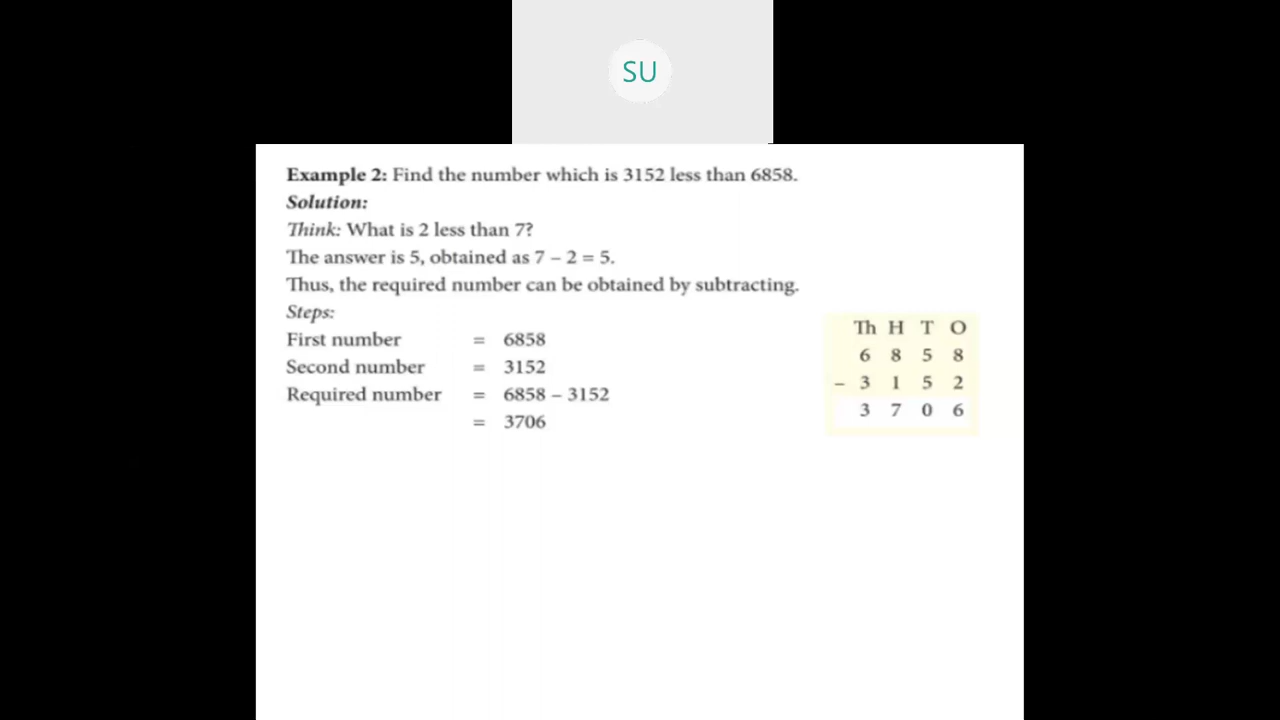 SU
Example 2: Find the number which is 3152 less than 6858.
Solution:
Think: What is 2 less than 7?
The answer is 5, obtained as 7 – 2 = 5.
Thus, the required number can be obtained by subtracting.
Steps:
First number = 6858
Second number = 3152
Required number = 6858 – 3152
= 3706
Th H T O
6 8 5 8
– 3 1 5 2
3 7 0 6